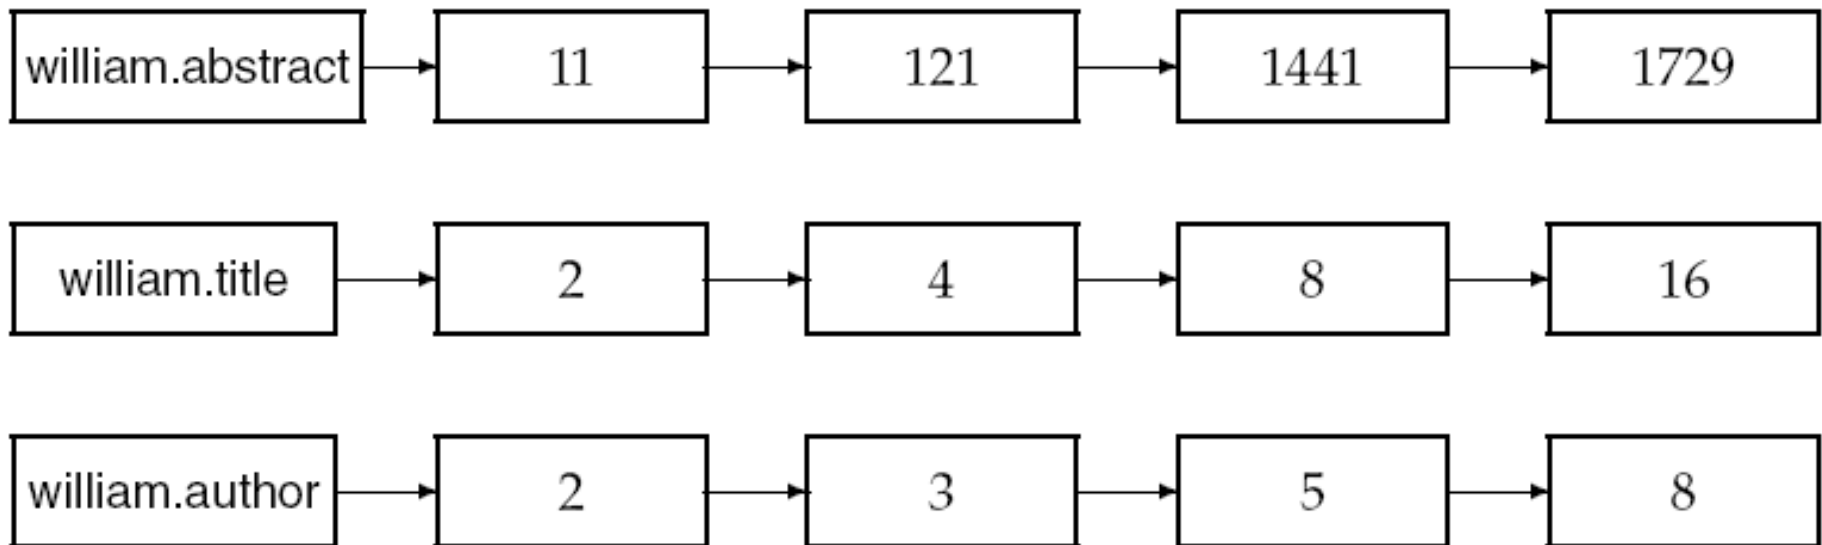 william.abstract 11 121 1441 1729
william.title 2 4 8 16
william.author 2 3 5 8